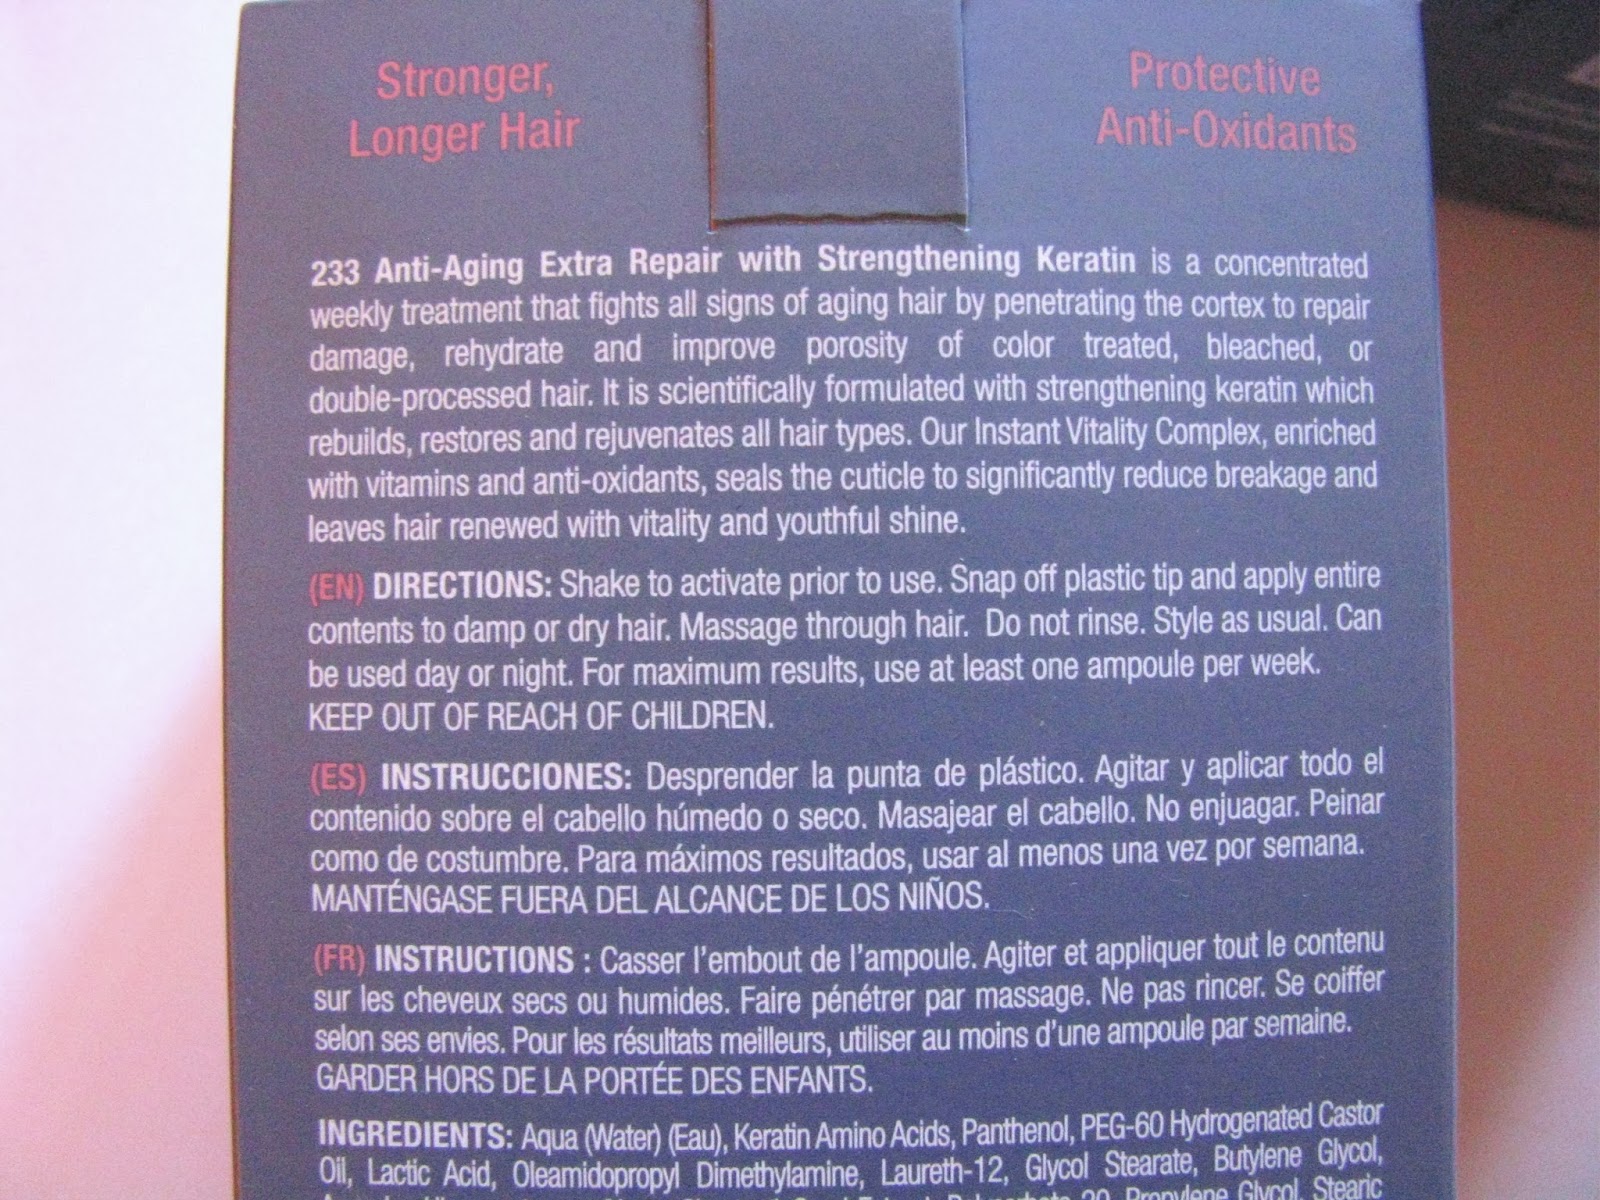 Stronger,
Longer Hair
Protective
Anti-Oxidants
233 Anti-Aging Extra Repair with Strengthening Keratin is a concentrated
weekly treatment that fights all signs of aging hair by penetrating the cortex to repair
damage, rehydrate and improve porosity of color treated, bleached, or
double-processed hair. It is scientifically formulated with strengthening keratin which
rebuilds, restores and rejuvenates all hair types. Our Instant Vitality Complex, enriched
with vitamins and anti-oxidants, seals the cuticle to significantly reduce breakage and
leaves hair renewed with vitality and youthful shine.
(EN) DIRECTIONS: Shake to activate prior to use. Snap off plastic tip and apply entire
contents to damp or dry hair. Massage through hair. Do not rinse. Style as usual. Can
be used day or night. For maximum results, use at least one ampoule per week.
KEEP OUT OF REACH OF CHILDREN.
(ES) INSTRUCCIONES: Desprender la punta de plástico. Agitar y aplicar todo el
contenido sobre el cabello húmedo o seco. Masajear el cabello. No enjuagar. Peinar
como de costumbre. Para máximos resultados, usar al menos una vez por semana.
MANTÉNGASE FUERA DEL ALCANCE DE LOS NIÑOS.
(FR) INSTRUCTIONS : Casser l'embout de l'ampoule. Agiter et appliquer tout le contenu
sur les cheveux secs ou humides. Faire pénétrer par massage. Ne pas rincer. Se coiffer
selon ses envies. Pour les résultats meilleurs, utiliser au moins d'une ampoule par semaine.
GARDER HORS DE LA PORTÉE DES ENFANTS.
INGREDIENTS: Aqua (Water) (Eau), Keratin Amino Acids, Panthenol, PEG-60 Hydrogenated Castor
Oil, Lactic Acid, Oleamidopropyl Dimethylamine, Laureth-12, Glycol Stearate, Butylene Glycol,
20, Propylene Glycol, Stearic